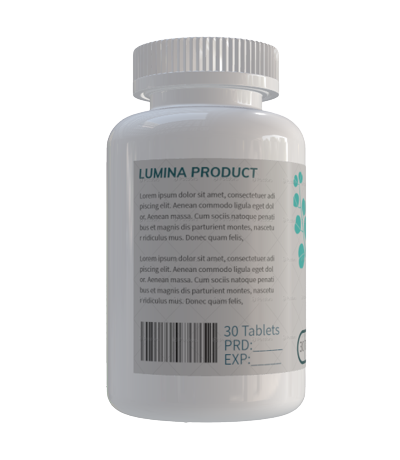 LUMINA PRODUCT
Lorem ipsum dolor sit amet, consectetuer adi
piscing elit. Aenean commodo ligula eget dol
or. Aenean massa. Cum sociis natoque penati
bus et magnis dis parturient montes, nascetu
r ridiculus mus. Donec quam felis,
Lorem ipsum dolor sit amet, consectetuer adi
piscing elit. Aenean commodo ligula eget dol
or. Aenean massa. Cum sociis natoque penati
bus et magnis dis parturient montes, nascetu
r ridiculus mus. Donec quam felis,
30 Tablets
PRD:______
EXP:______
30